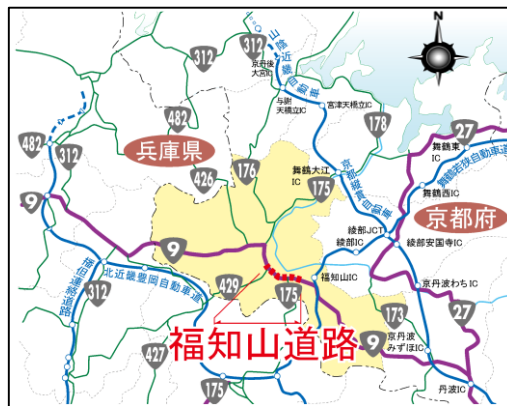 N
312
312
山陰近畿自動車道
京丹後
大宮IC
27
与謝
天橋立IC
宮津天橋立IC
482
482
178
舞鶴東
IC
312
兵庫県
舞鶴若狭自動車道
426
176
舞鶴大江
IC
175
京都縦貫自動車道
舞鶴西IC
9
綾部JCT
京都府
綾部IC
綾部安国寺IC
9
播但連絡道路
北近畿豊岡自動車道
福知山IC
京丹波わちIC
312
429
175
173
27
福知山道路
427
9
京丹波
みずほIC
175
丹波IC